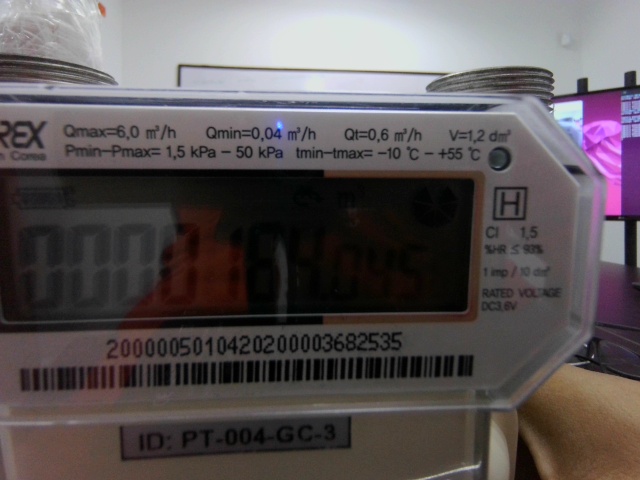 REX
Qmax=6,0 m³/h Qmin=0,04 m³/h Qt=0,6 m³/h V=1,2 dm³
Pmin-Pmax= 1,5 kPa - 50 kPa tmin-tmax= -10 °C - +55 °C
H
Cl 1,5
%HR ≤ 93%
1 imp / 10 dm³
RATED VOLTAGE
DC3,6V
0000164.045
20000050104202000003682535
ID: PT-004-GC-3